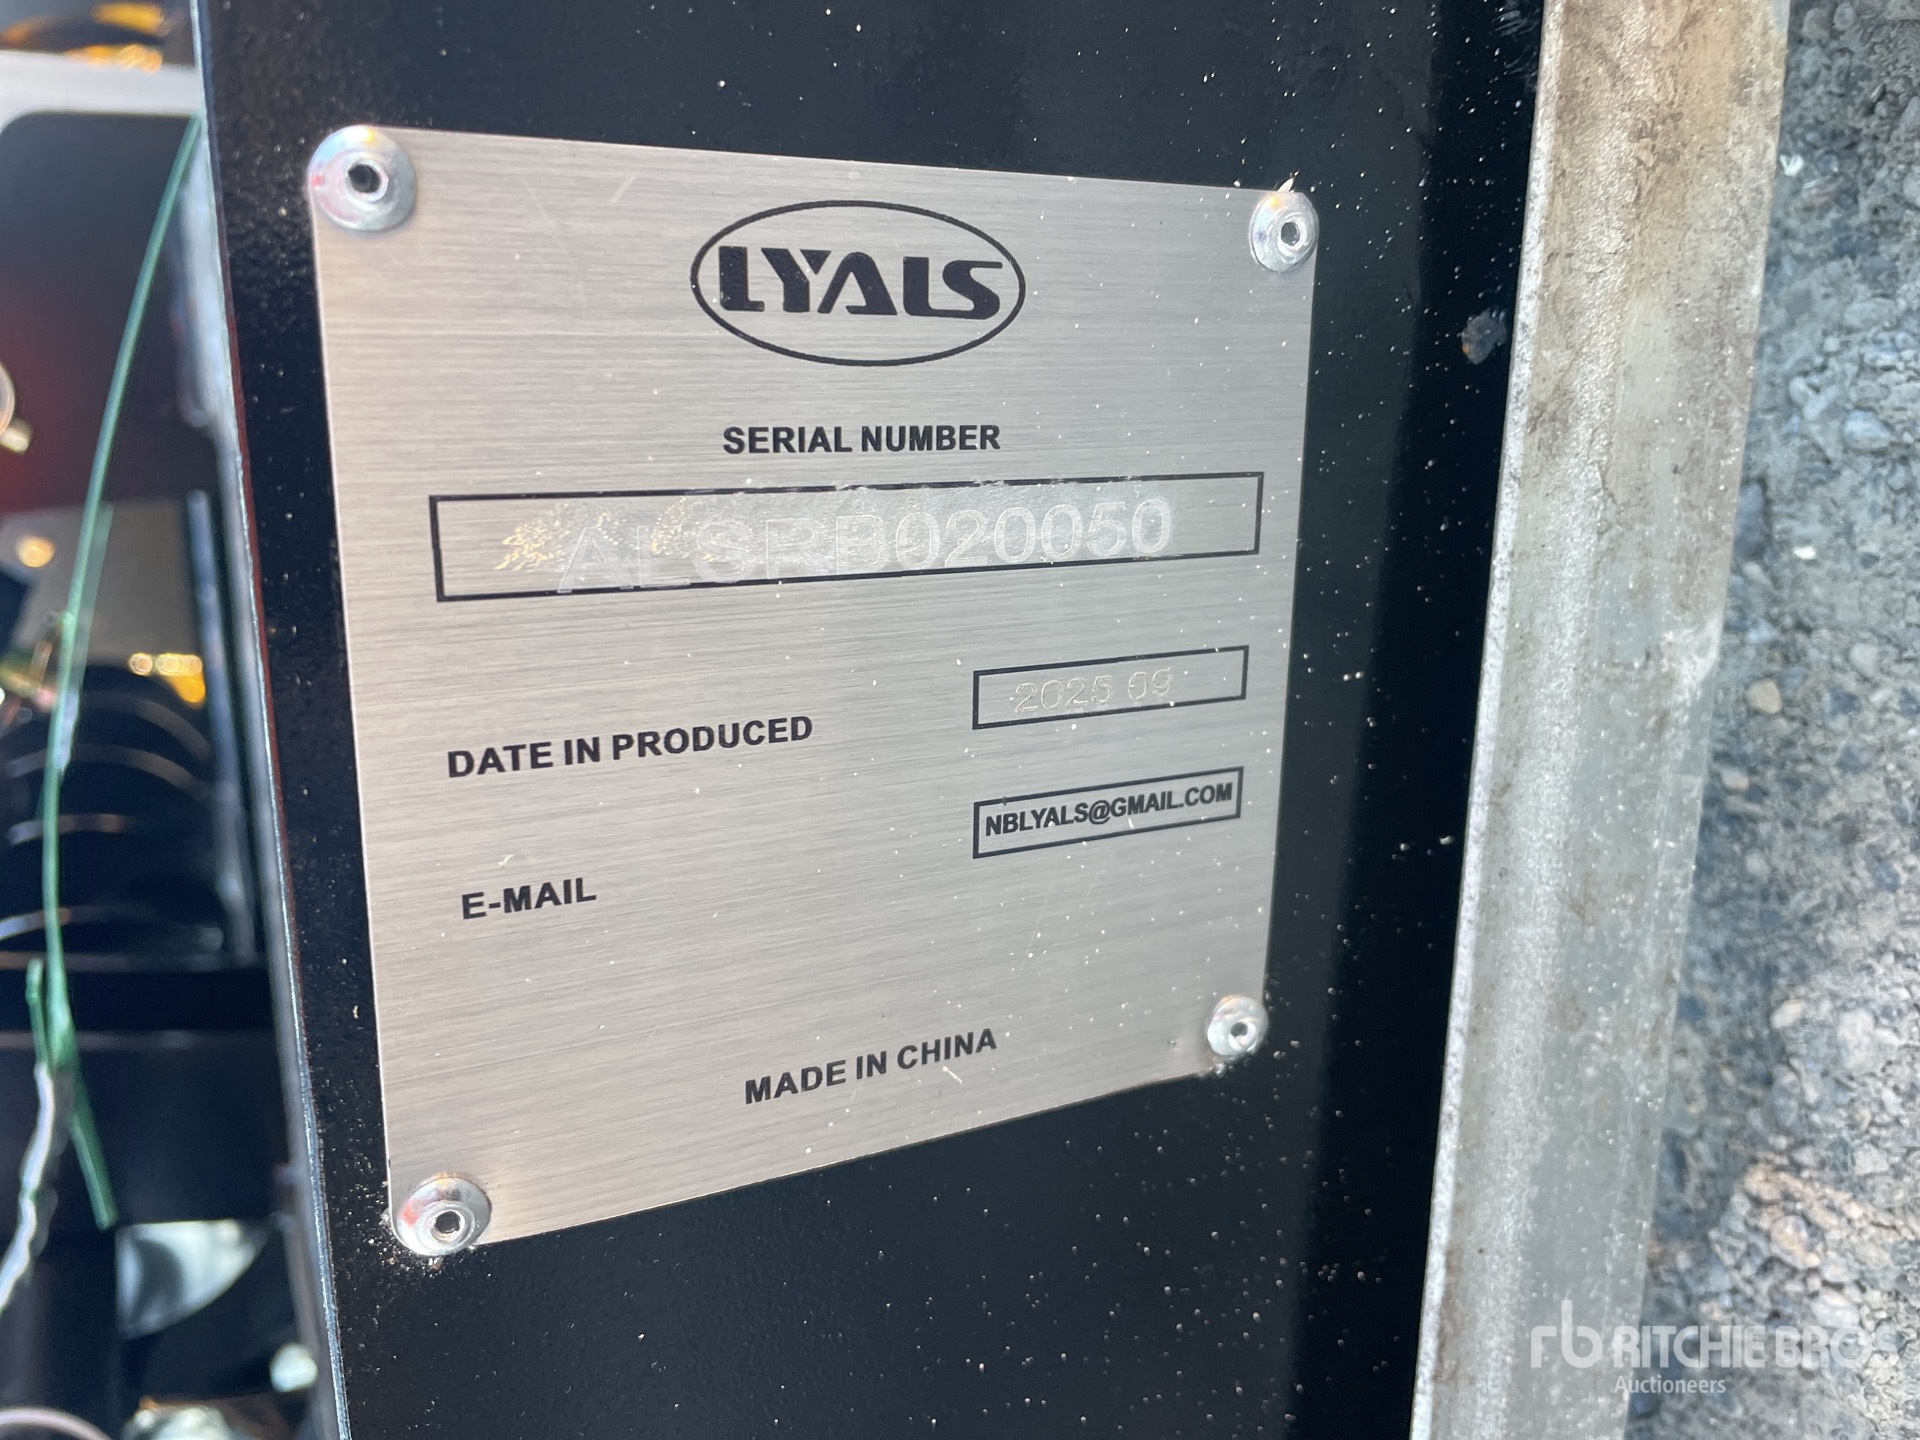 LYALS
SERIAL NUMBER
ALSRB020050
2025 09
DATE IN PRODUCED
NBLYALS@GMAIL.COM
E-MAIL
MADE IN CHINA
rb RITCHIE BROS
Auctioneers